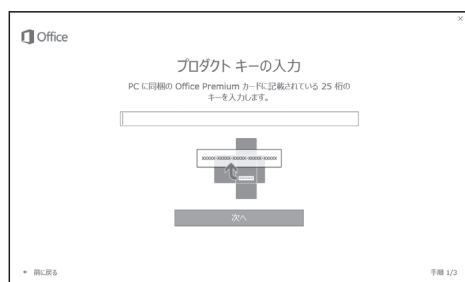 ×
Office
プロダクト キーの入力
PC に同梱の Office Premium カードに記載されている 25 桁の
キーを入力します。
XXXXX-XXXXX-XXXXX-XXXXX-XXXXX
次へ
前に戻る
手順 1/3